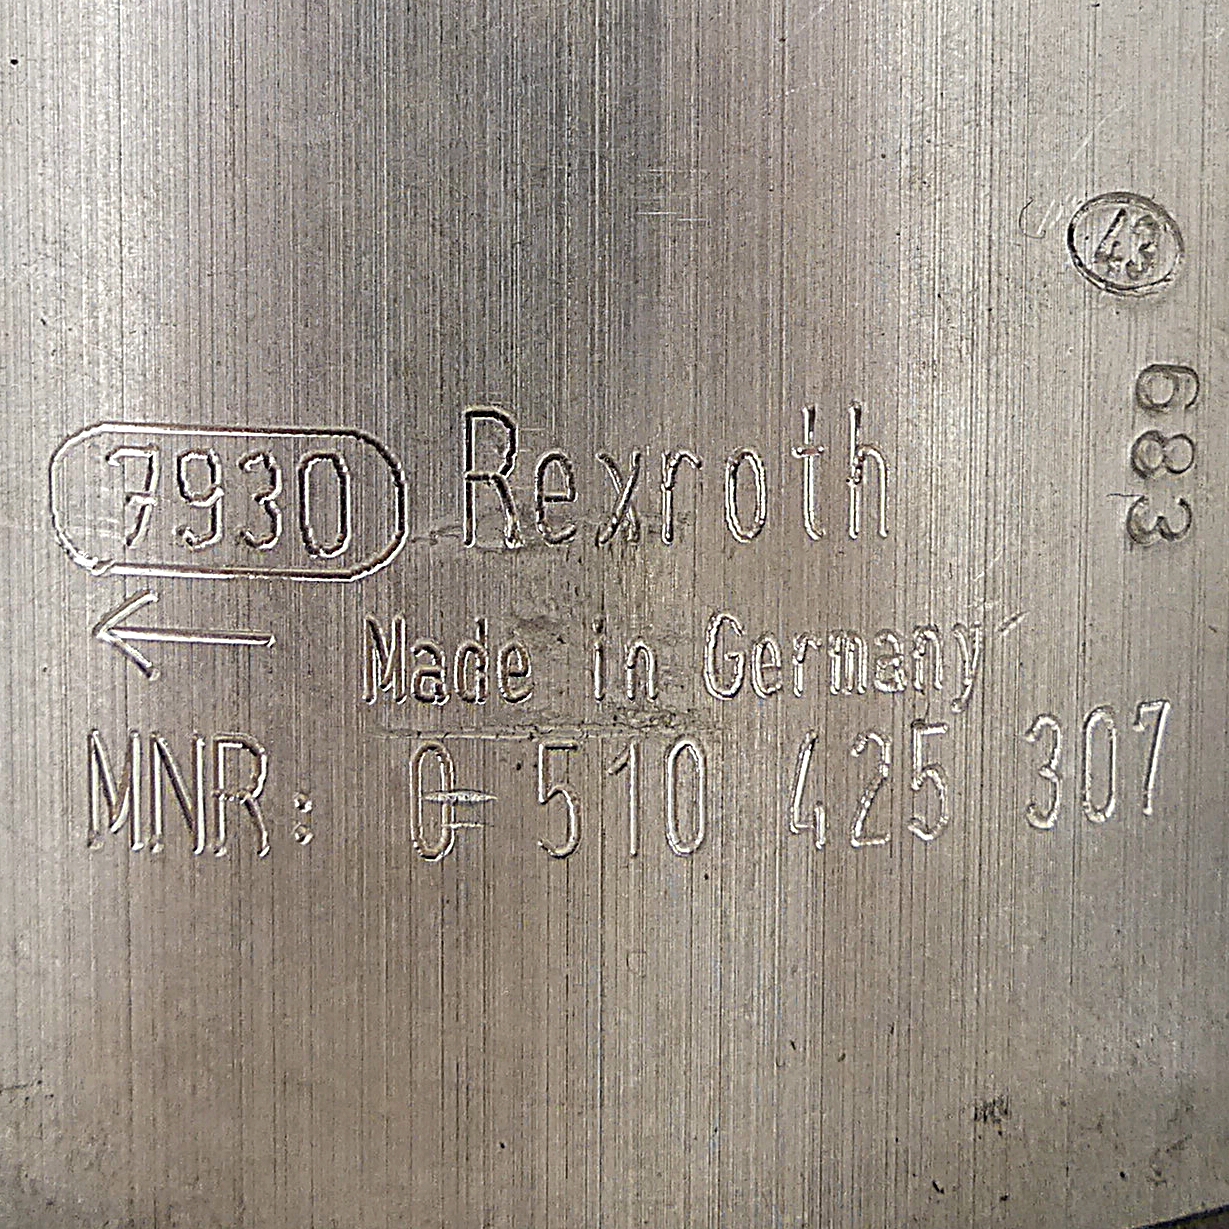 43
683
7930 Rexroth
Made in Germany
MNR: 0 510 425 307